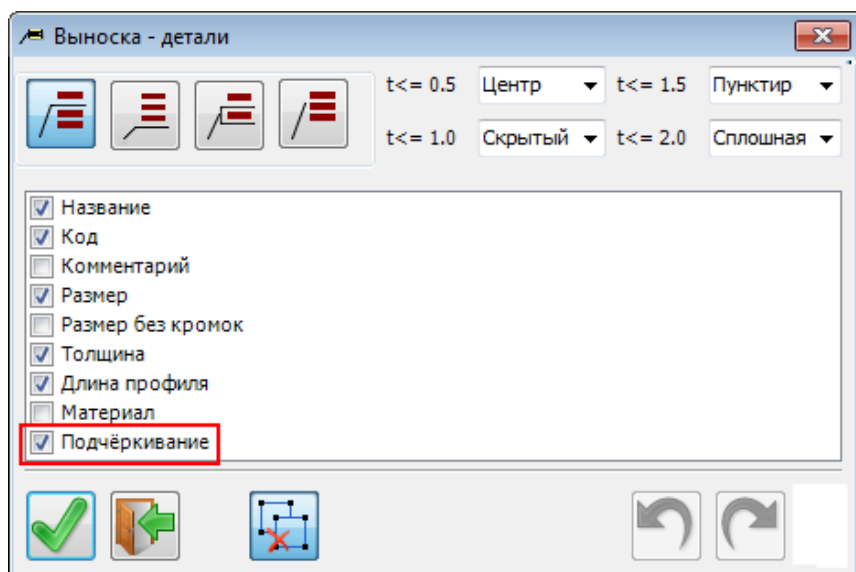 Выноска - детали
t<= 0.5 Центр t<= 1.5 Пунктир
t<= 1.0 Скрытый t<= 2.0 Сплошная
Название
Код
Комментарий
Размер
Размер без кромок
Толщина
Длина профиля
Материал
Подчёркивание